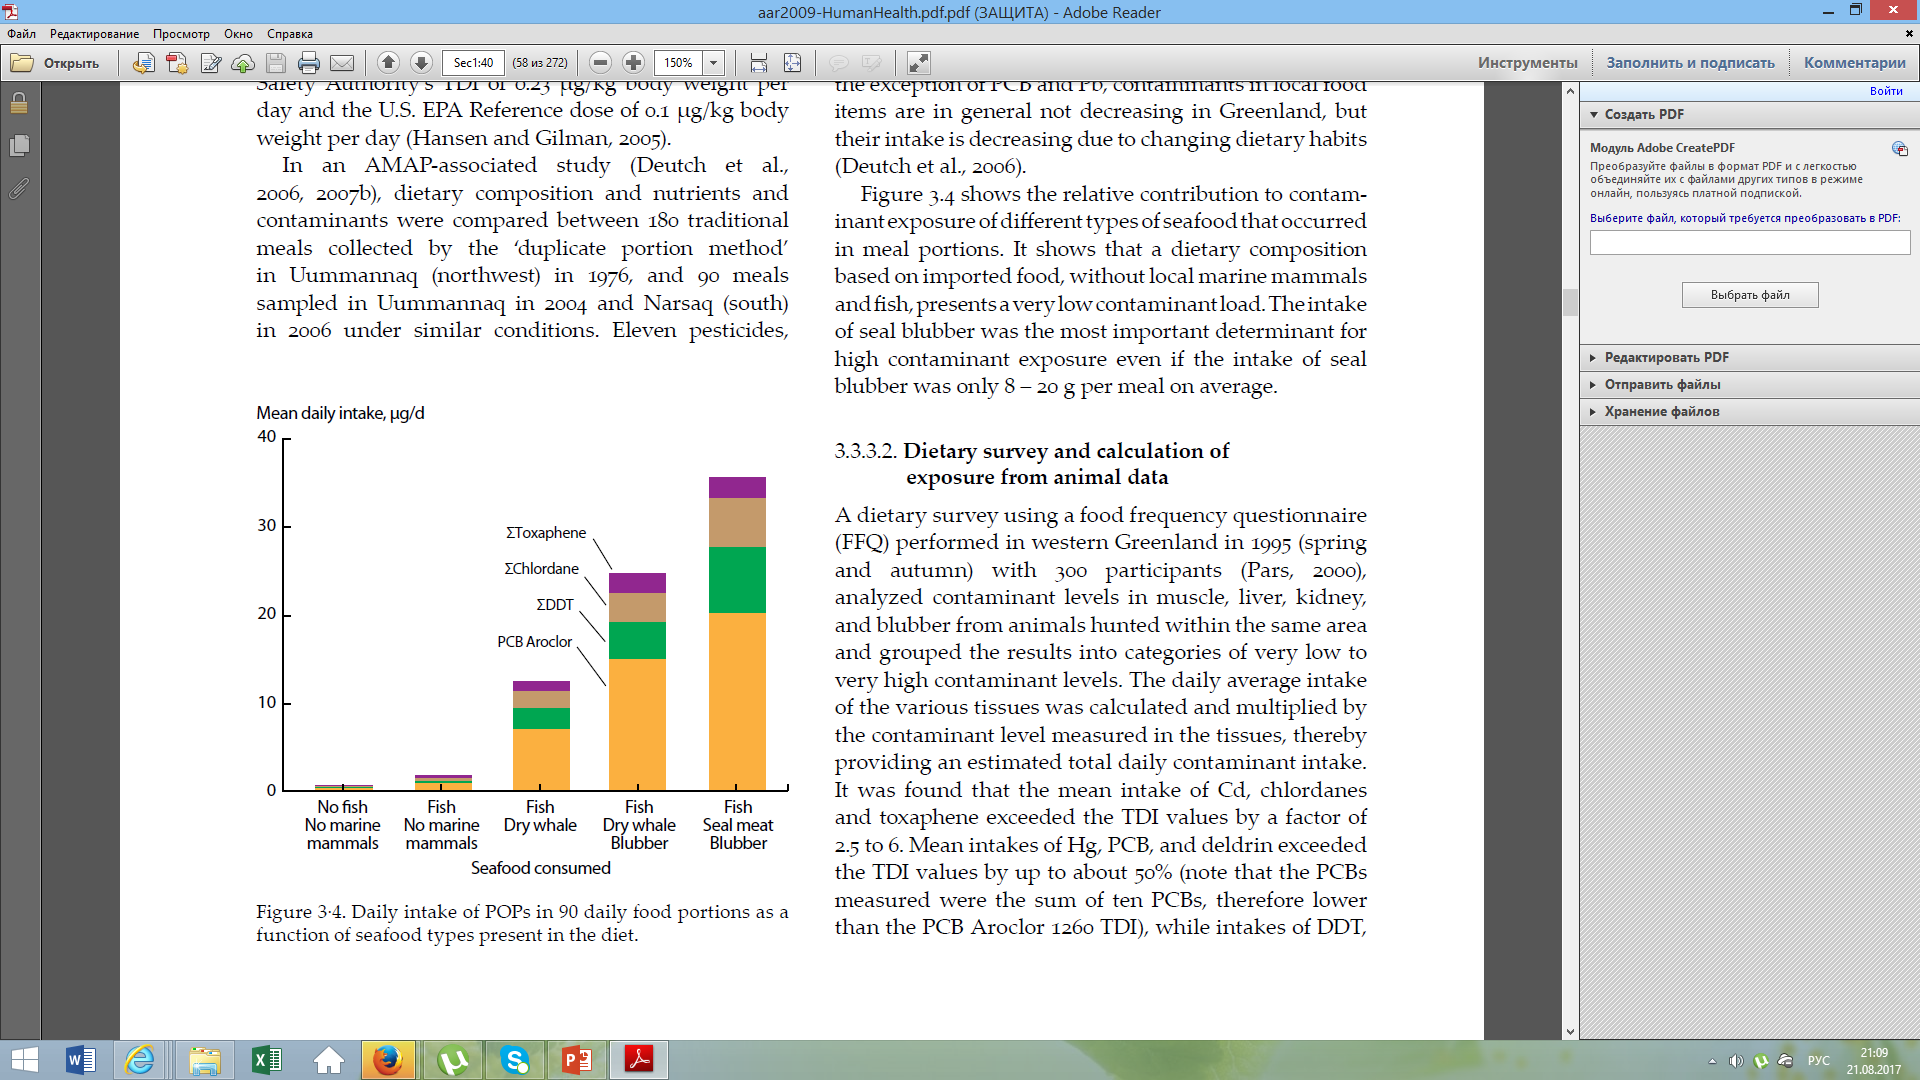 aar2009-HumanHealth.pdf.pdf (ЗАЩИТА) - Adobe Reader
Файл Редактирование Просмотр Окно Справка
Открыть
Sec1:40 (58 из 272)
150%
Инструменты Заполнить и подписать Комментарии
Safety Authority's TDI of 0.23 µg/kg body weight per
day and the U.S. EPA Reference dose of 0.1 µg/kg body
weight per day (Hansen and Gilman, 2005).
In an AMAP-associated study (Deutch et al.,
2006, 2007b), dietary composition and nutrients and
contaminants were compared between 180 traditional
meals collected by the ‘duplicate portion method’
in Uummannaq (northwest) in 1976, and 90 meals
sampled in Uummannaq in 2004 and Narsaq (south)
in 2006 under similar conditions. Eleven pesticides,
Mean daily intake, µg/d
40
30
20
10
0
ΣToxaphene
ΣChlordane
ΣDDT
PCB Aroclor
No fish
No marine
mammals
Fish
No marine
mammals
Fish
Dry whale
Fish
Dry whale
Blubber
Fish
Seal meat
Blubber
Seafood consumed
Figure 3·4. Daily intake of POPs in 90 daily food portions as a
function of seafood types present in the diet.
the exception of PCB and Pb, contaminants in local food
items are in general not decreasing in Greenland, but
their intake is decreasing due to changing dietary habits
(Deutch et al., 2006).
Figure 3.4 shows the relative contribution to contam-
inant exposure of different types of seafood that occurred
in meal portions. It shows that a dietary composition
based on imported food, without local marine mammals
and fish, presents a very low contaminant load. The intake
of seal blubber was the most important determinant for
high contaminant exposure even if the intake of seal
blubber was only 8 – 20 g per meal on average.
3.3.3.2. Dietary survey and calculation of
exposure from animal data
A dietary survey using a food frequency questionnaire
(FFQ) performed in western Greenland in 1995 (spring
and autumn) with 300 participants (Pars, 2000),
analyzed contaminant levels in muscle, liver, kidney,
and blubber from animals hunted within the same area
and grouped the results into categories of very low to
very high contaminant levels. The daily average intake
of the various tissues was calculated and multiplied by
the contaminant level measured in the tissues, thereby
providing an estimated total daily contaminant intake.
It was found that the mean intake of Cd, chlordanes
and toxaphene exceeded the TDI values by a factor of
2.5 to 6. Mean intakes of Hg, PCB, and deldrin exceeded
the TDI values by up to about 50% (note that the PCBs
measured were the sum of ten PCBs, therefore lower
than the PCB Aroclor 1260 TDI), while intakes of DDT,
Войти
Создать PDF
Модуль Adobe CreatePDF
Преобразуйте файлы в формат PDF и с легкостью
объединяйте их с файлами других типов в режиме
онлайн, пользуясь платной подпиской.
Выберите файл, который требуется преобразовать в PDF:
Выбрать файл
Редактировать PDF
Отправить файлы
Хранение файлов
РУС
21:09
21.08.2017